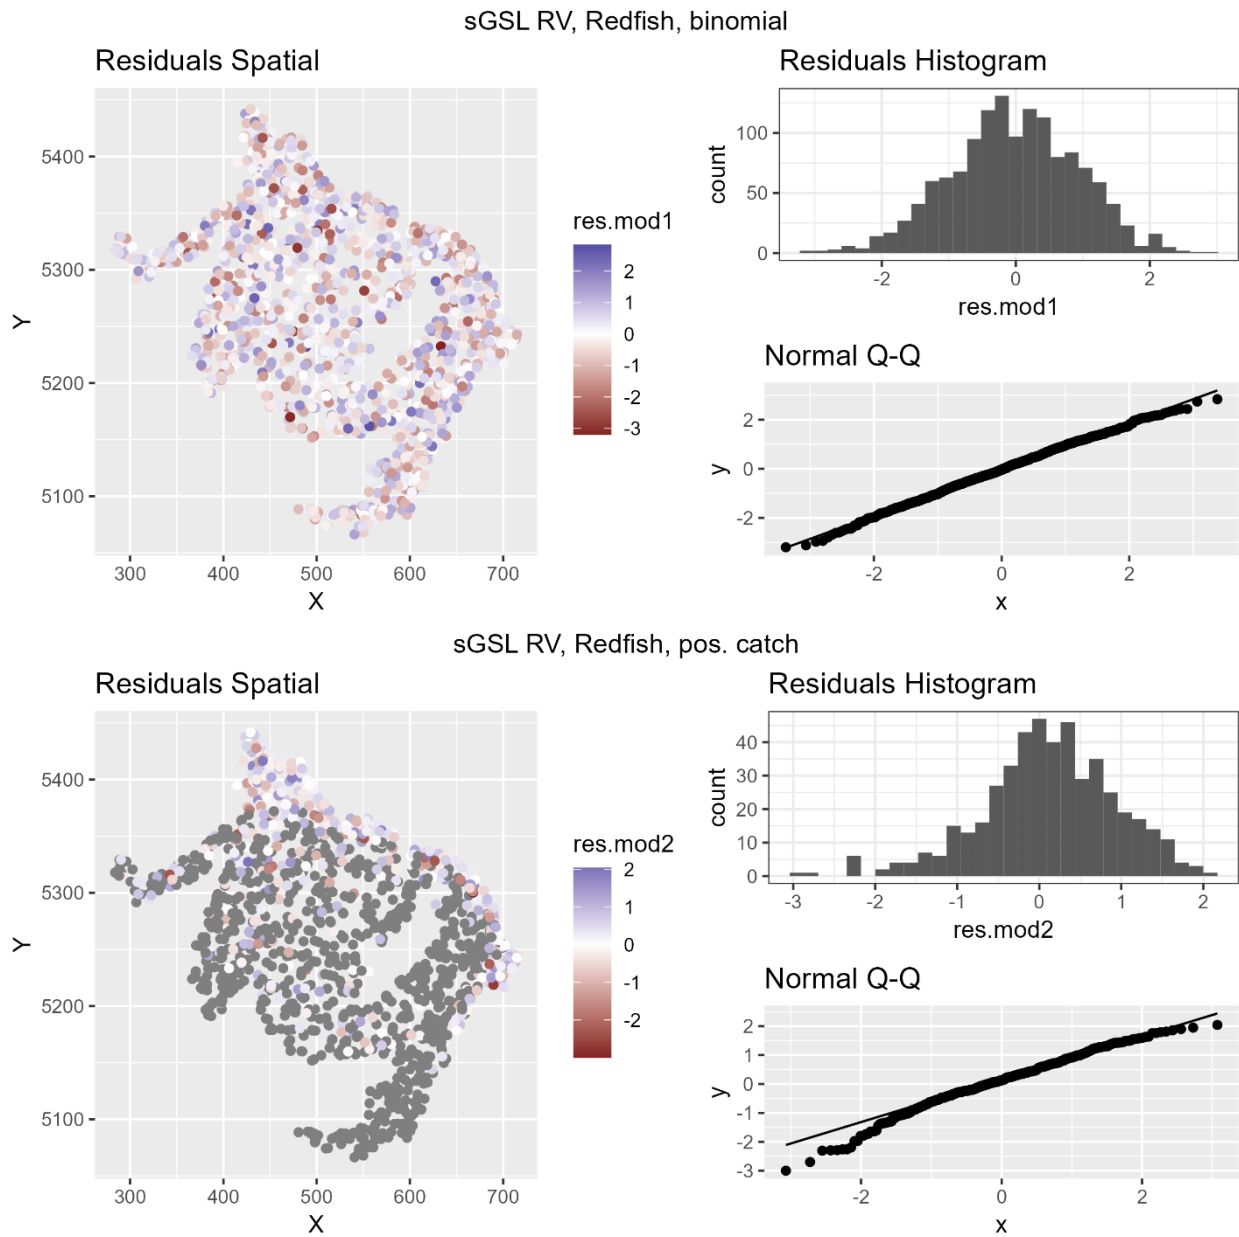 sGSL RV, Redfish, binomial
Residuals Spatial
5400
5300
5200
5100
Y
300 400 500 600 700
X
res.mod1
2
1
0
-1
-2
-3
Residuals Histogram
100
50
0
count
-2 0 2
res.mod1
Normal Q-Q
2
0
-2
y
-2 0 2
x
sGSL RV, Redfish, pos. catch
Residuals Spatial
5400
5300
5200
5100
Y
300 400 500 600 700
X
res.mod2
2
1
0
-1
-2
Residuals Histogram
40
30
20
10
0
count
-3 -2 -1 0 1 2
res.mod2
Normal Q-Q
2
1
0
-1
-2
-3
y
-2 0 2
x